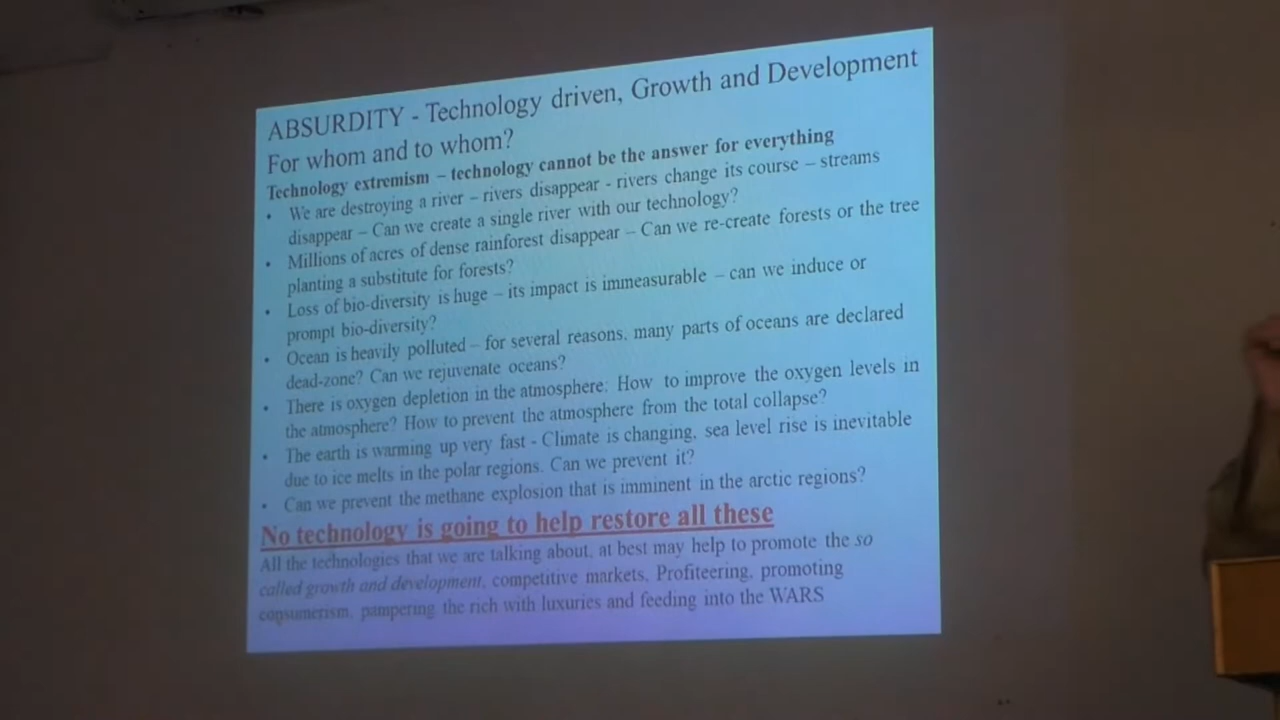 ABSURDITY - Technology driven, Growth and Development
For whom and to whom?
Technology extremism – technology cannot be the answer for everything
• We are destroying a river – rivers disappear - rivers change its course – streams
disappear – Can we create a single river with our technology?
• Millions of acres of dense rainforest disappear – Can we re-create forests or the tree
planting a substitute for forests?
• Loss of bio-diversity is huge – its impact is immeasurable – can we induce or
prompt bio-diversity?
• Ocean is heavily polluted – for several reasons, many parts of oceans are declared
dead-zone? Can we rejuvenate oceans?
• There is oxygen depletion in the atmosphere: How to improve the oxygen levels in
the atmosphere? How to prevent the atmosphere from the total collapse?
• The earth is warming up very fast - Climate is changing, sea level rise is inevitable
due to ice melts in the polar regions. Can we prevent it?
• Can we prevent the methane explosion that is imminent in the arctic regions?
No technology is going to help restore all these
All the technologies that we are talking about, at best may help to promote the so
called growth and development, competitive markets, Profiteering, promoting
consumerism, pampering the rich with luxuries and feeding into the WARS